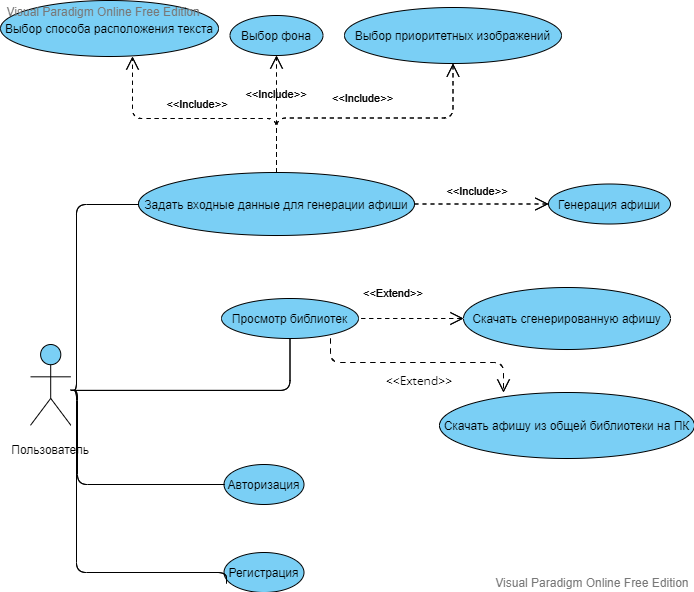 Visual Paradigm Online Free Edition
Выбор способа расположения текста
Выбор фона
Выбор приоритетных изображений
<<Include>>
<<Include>>
<<Include>>
Задать входные данные для генерации афиши
<<Include>>
Генерация афиши
Просмотр библиотек
<<Extend>>
Скачать сгенерированную афишу
<<Extend>>
Скачать афишу из общей библиотеки на ПК
Пользователь
Авторизация
Регистрация
Visual Paradigm Online Free Edition